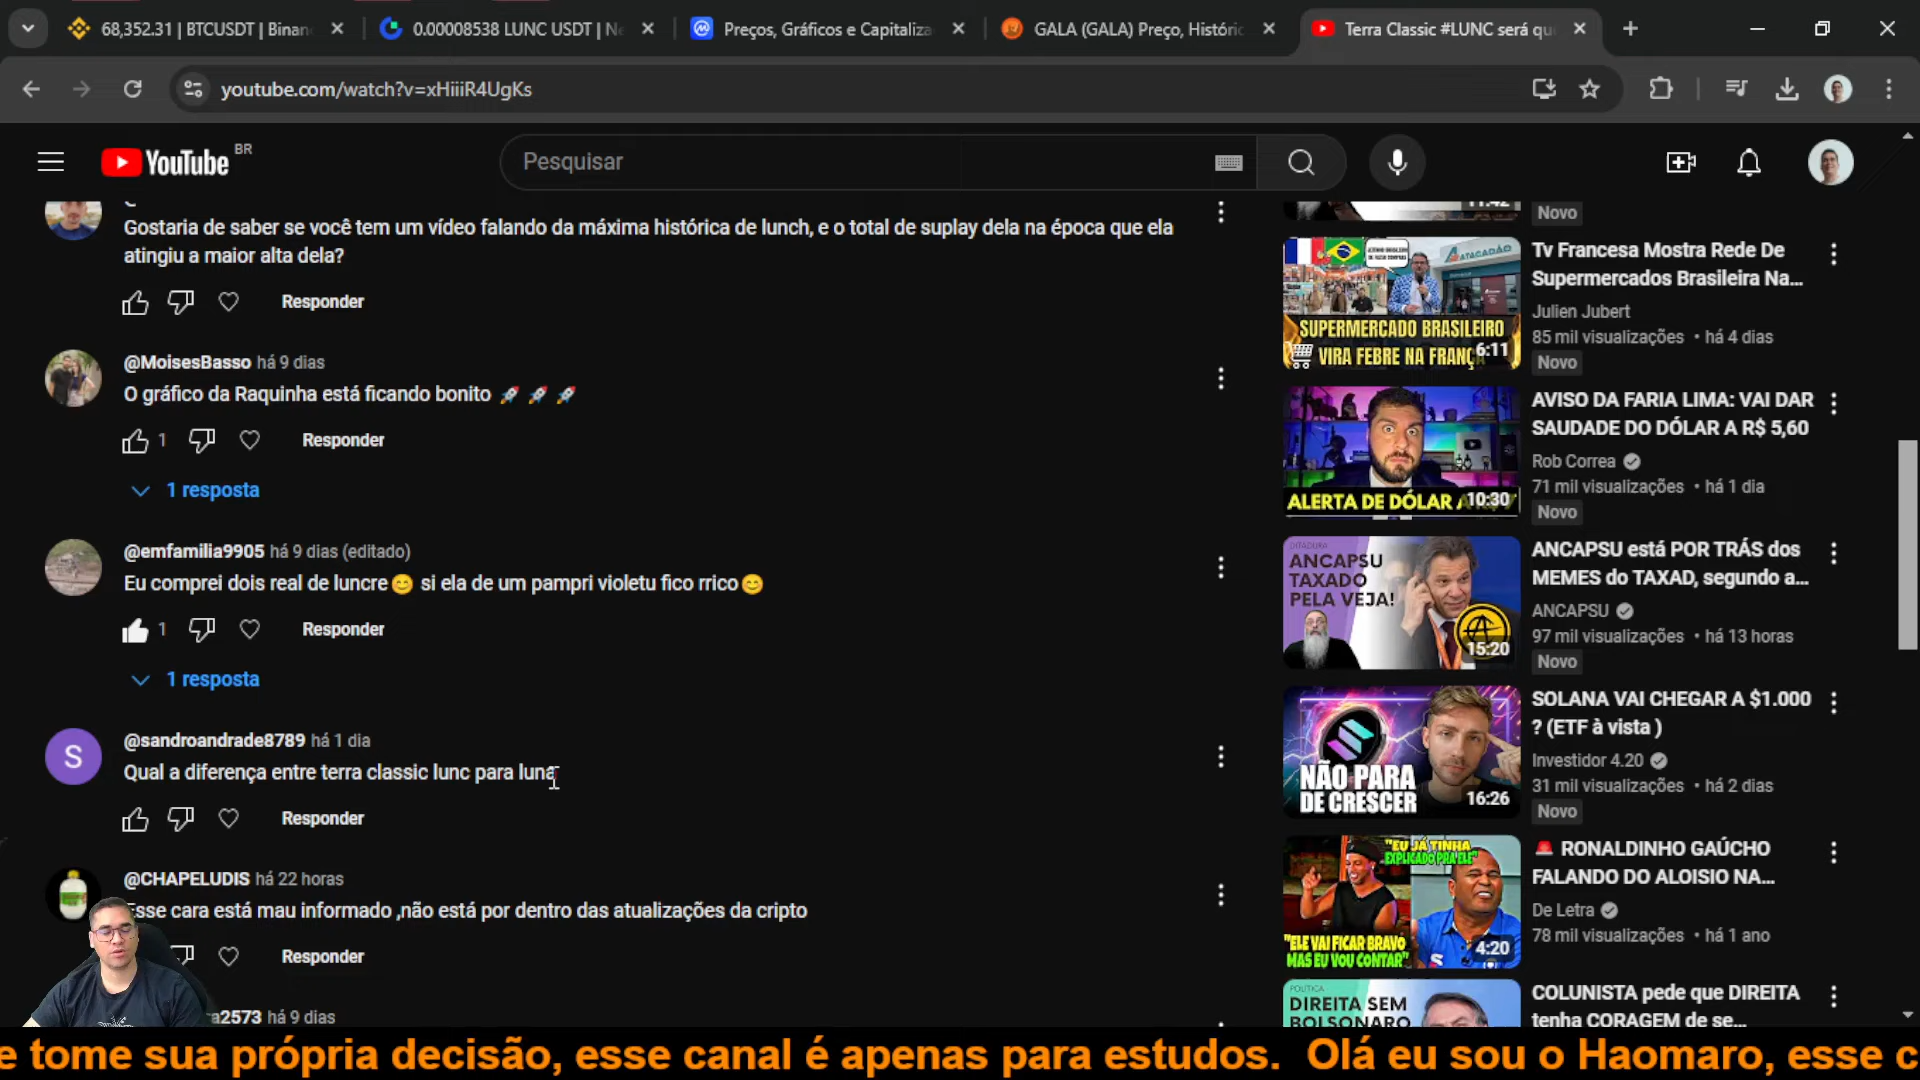 68,352.31 | BTCUSDT | Binan
0.00008538 LUNC USDT | Ne
Preços, Gráficos e Capitaliza
GALA (GALA) Preço, Históric
Terra Classic #LUNC será qu
youtube.com/watch?v=xHiiiR4UgKs
YouTube BR
Pesquisar
Gostaria de saber se você tem um vídeo falando da máxima histórica de lunch, e o total de suplay dela na época que ela
atingiu a maior alta dela?
Responder
@MoisesBasso há 9 dias
O gráfico da Raquinha está ficando bonito 🚀 🚀 🚀
1 Responder
1 resposta
@emfamilia9905 há 9 dias (editado)
Eu comprei dois real de luncre😊 si ela de um pampri violetu fico rrico😊
1 Responder
1 resposta
S
@sandroandrade8789 há 1 dia
Qual a diferença entre terra classic lunc para luna
Responder
@CHAPELUDIS há 22 horas
Esse cara está mau informado ,não está por dentro das atualizações da cripto
Responder
a2573 há 9 dias
11:42
Novo
ATACADÃO
SUPERMERCADO BRASILEIRO
VIRA FEBRE NA FRANÇ
6:11
Tv Francesa Mostra Rede De
Supermercados Brasileira Na...
Julien Jubert
85 mil visualizações • há 4 dias
Novo
ALERTA DE DÓLAR A
10:30
AVISO DA FARIA LIMA: VAI DAR
SAUDADE DO DÓLAR A R$ 5,60
Rob Correa
71 mil visualizações • há 1 dia
Novo
DITADURA
ANCAPSU
TAXADO
PELA VEJA!
15:20
ANCAPSU está POR TRÁS dos
MEMES do TAXAD, segundo a...
ANCAPSU
97 mil visualizações • há 13 horas
Novo
NÃO PARA
DE CRESCER
16:26
SOLANA VAI CHEGAR A $1.000
? (ETF à vista )
Investidor 4.20
31 mil visualizações • há 2 dias
Novo
"EU JÁ TINHA
EXPLICADO PRA ELE"
"ELE VAI FICAR BRAVO
MAS EU VOU CONTAR"
4:20
🚨 RONALDINHO GAÚCHO
FALANDO DO ALOISIO NA...
De Letra
78 mil visualizações • há 1 ano
POLÍTICA
DIREITA SEM
BOLSONARO
COLUNISTA pede que DIREITA
tenha CORAGEM de se...
e tome sua própria decisão, esse canal é apenas para estudos. Olá eu sou o Haomaro, esse c